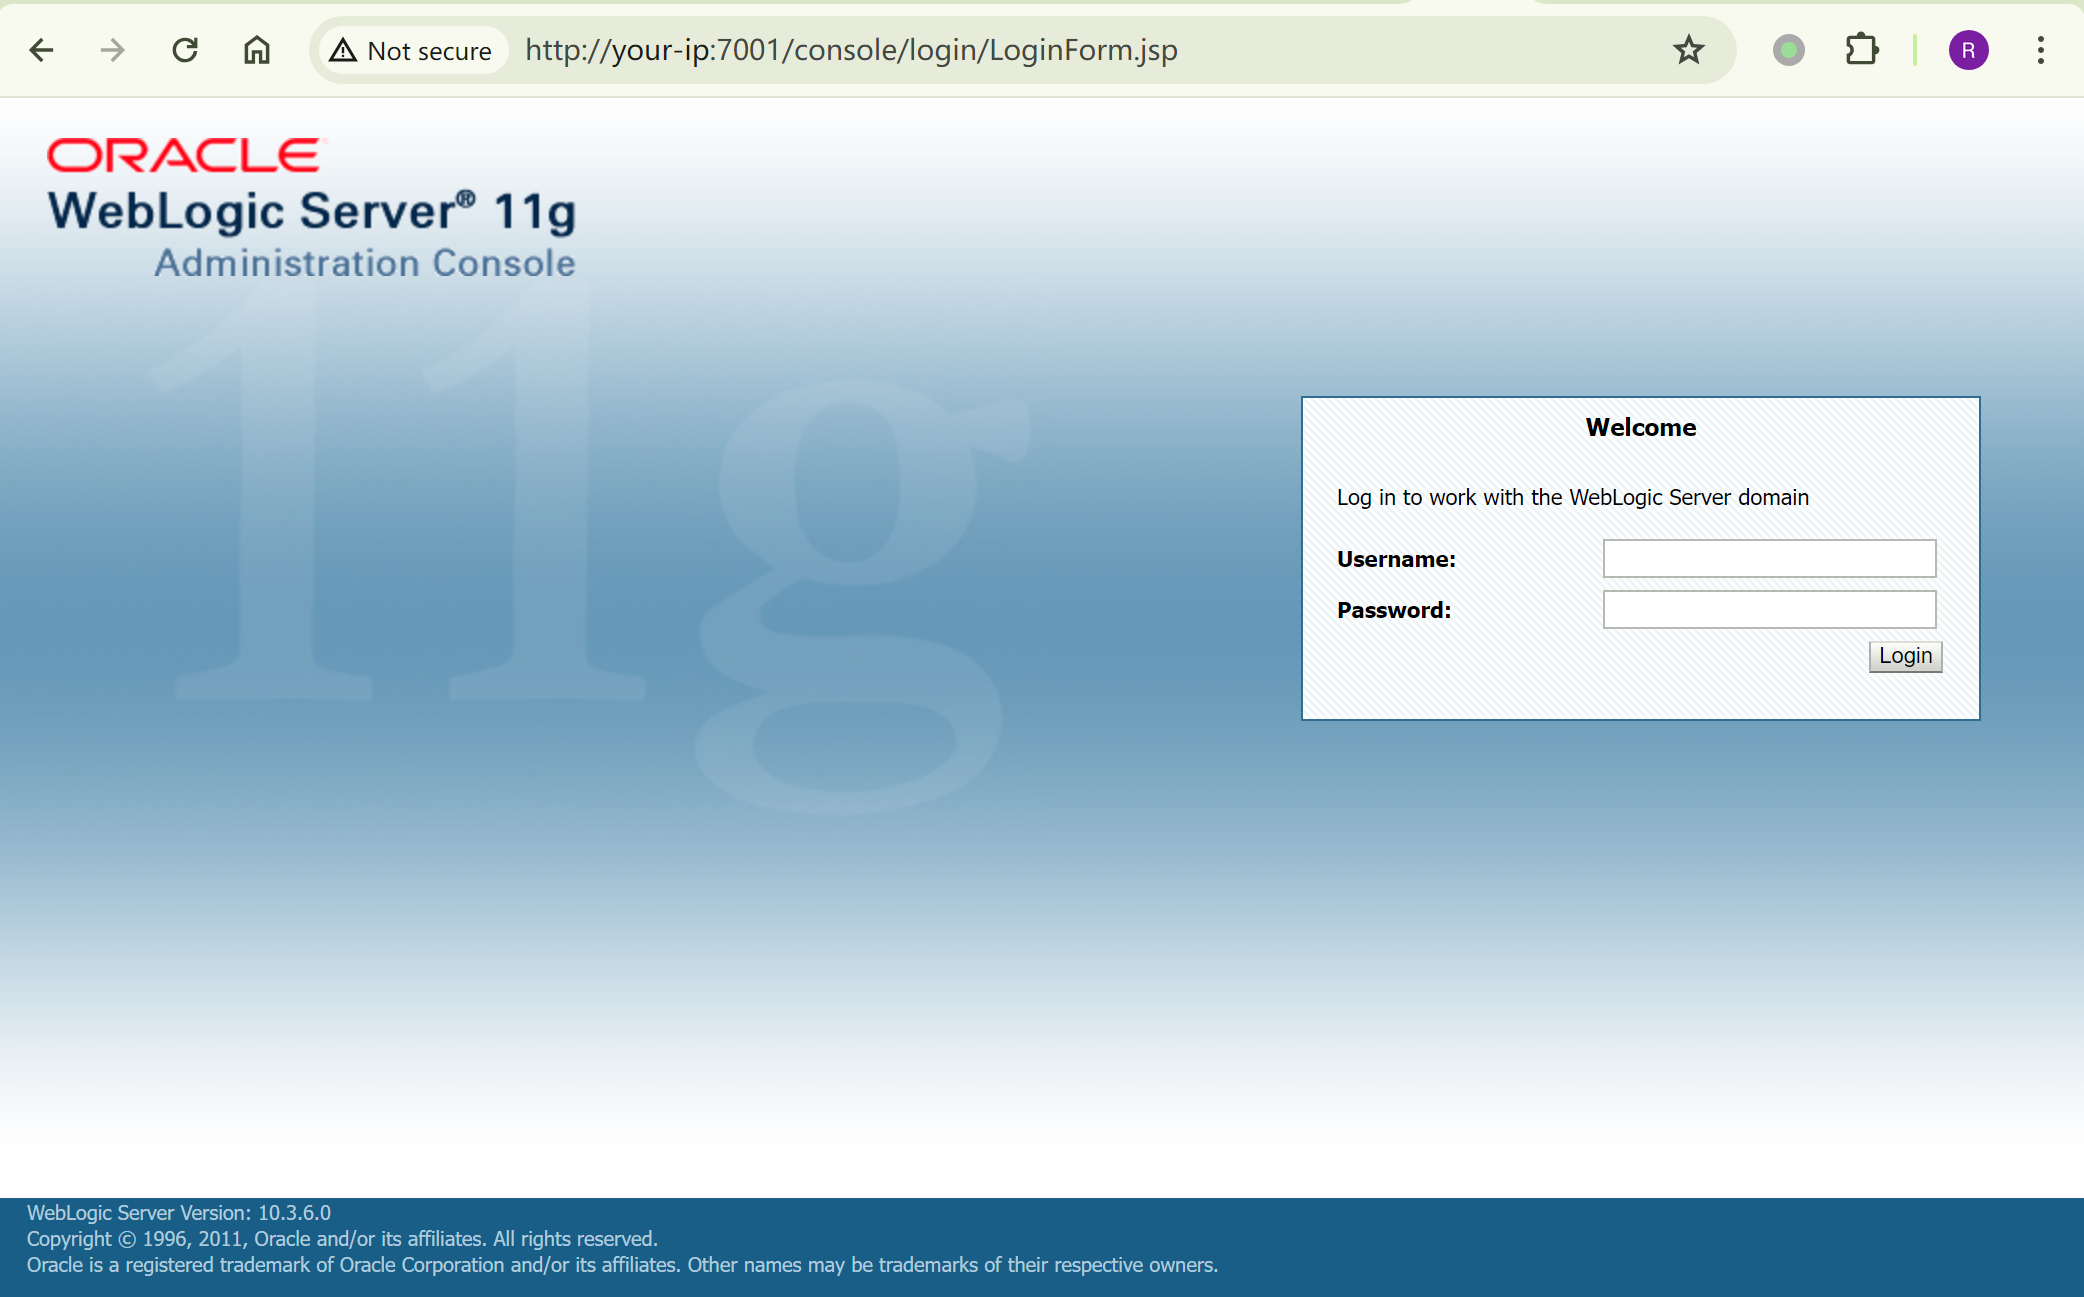 Not secure http://your-ip:7001/console/login/LoginForm.jsp R
ORACLE
WebLogic Server® 11g
Administration Console
11g
Welcome
Log in to work with the WebLogic Server domain
Username:
Password:
Login
WebLogic Server Version: 10.3.6.0
Copyright © 1996, 2011, Oracle and/or its affiliates. All rights reserved.
Oracle is a registered trademark of Oracle Corporation and/or its affiliates. Other names may be trademarks of their respective owners.